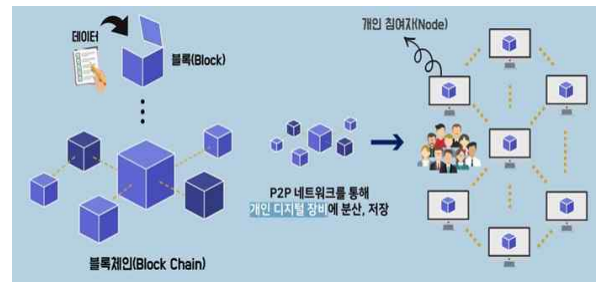 데이터
블록(Block)
블록체인(Block Chain)
P2P 네트워크를 통해
개인 디지털 장비에 분산, 저장
개인 참여자(Node)